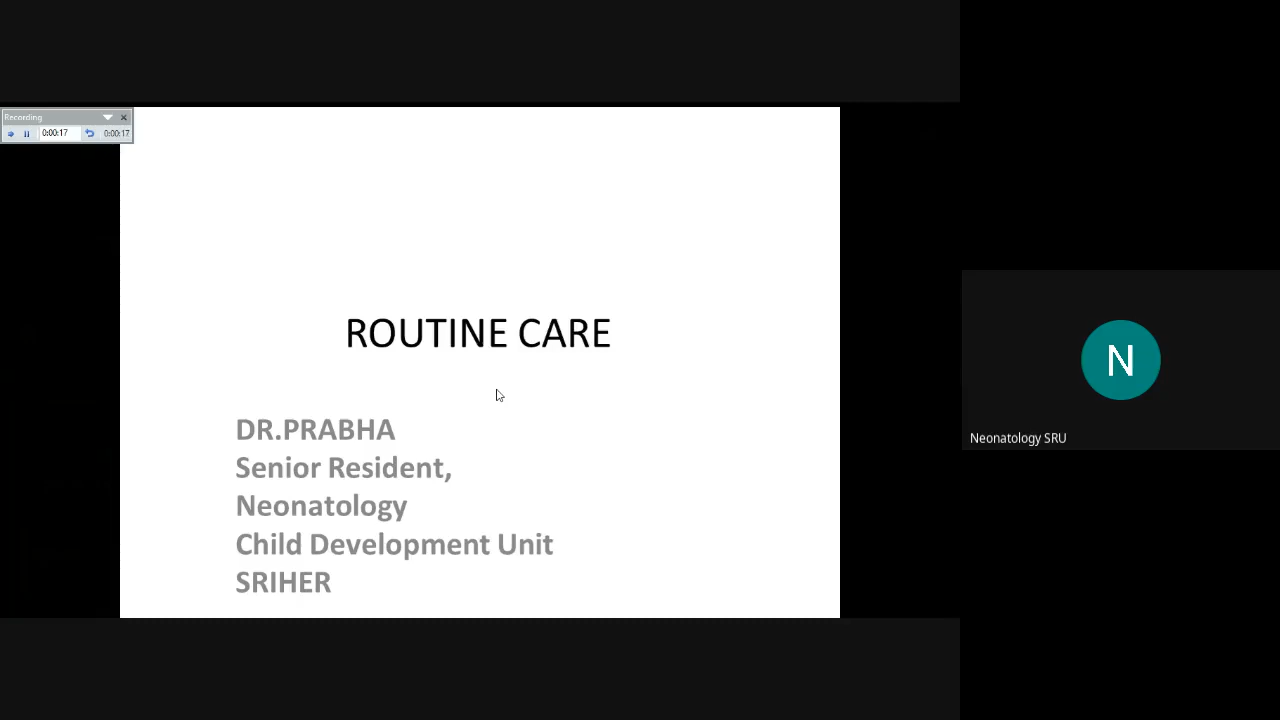 Recording
0:00:17
0:00:17
ROUTINE CARE
DR.PRABHA
Senior Resident,
Neonatology
Child Development Unit
SRIHER
N
Neonatology SRU